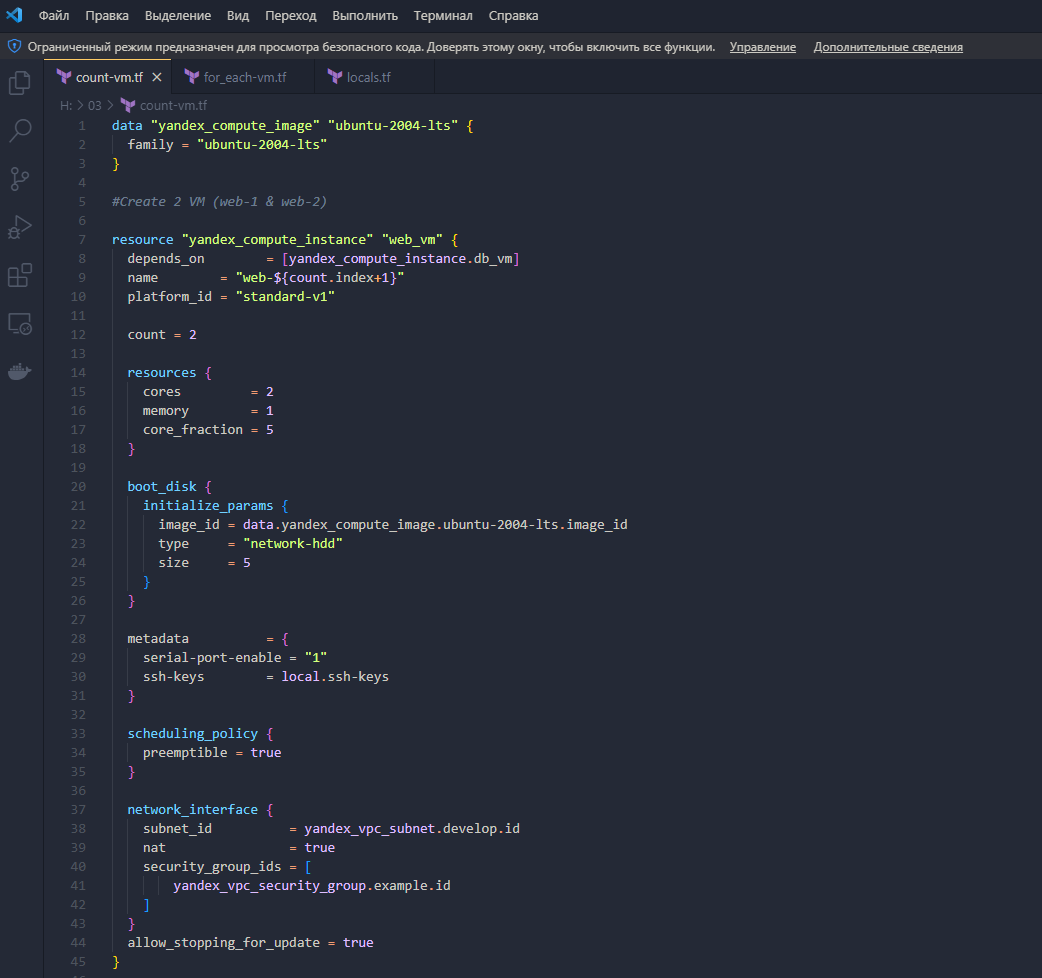 Файл Правка Выделение Вид Переход Выполнить Терминал Справка
Ограниченный режим предназначен для просмотра безопасного кода. Доверять этому окну, чтобы включить все функции. Управление Дополнительные сведения
count-vm.tf for_each-vm.tf locals.tf
H: > 03 > count-vm.tf
1 data "yandex_compute_image" "ubuntu-2004-lts" {
2 family = "ubuntu-2004-lts"
3 }
4
5 #Create 2 VM (web-1 & web-2)
6
7 resource "yandex_compute_instance" "web_vm" {
8 depends_on = [yandex_compute_instance.db_vm]
9 name = "web-${count.index+1}"
10 platform_id = "standard-v1"
11
12 count = 2
13
14 resources {
15 cores = 2
16 memory = 1
17 core_fraction = 5
18 }
19
20 boot_disk {
21 initialize_params {
22 image_id = data.yandex_compute_image.ubuntu-2004-lts.image_id
23 type = "network-hdd"
24 size = 5
25 }
26 }
27
28 metadata = {
29 serial-port-enable = "1"
30 ssh-keys = local.ssh-keys
31 }
32
33 scheduling_policy {
34 preemptible = true
35 }
36
37 network_interface {
38 subnet_id = yandex_vpc_subnet.develop.id
39 nat = true
40 security_group_ids = [
41 yandex_vpc_security_group.example.id
42 ]
43 }
44 allow_stopping_for_update = true
45 }